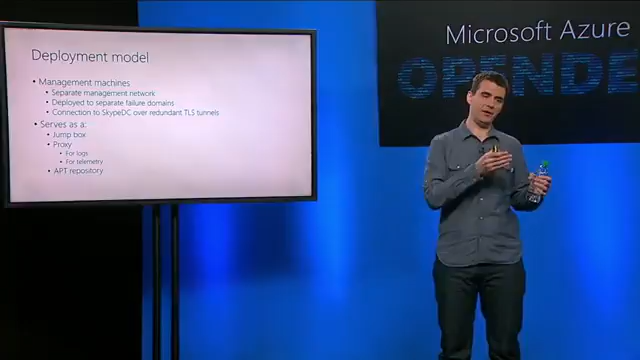 Deployment model
• Management machines
• Separate management network
• Deployed to separate failure domains
• Connection to SkypeDC over redundant TLS tunnels
• Serves as a:
• Jump box
• Proxy
• For logs
• For telemetry
• APT repository
Microsoft Azure
OPENDE